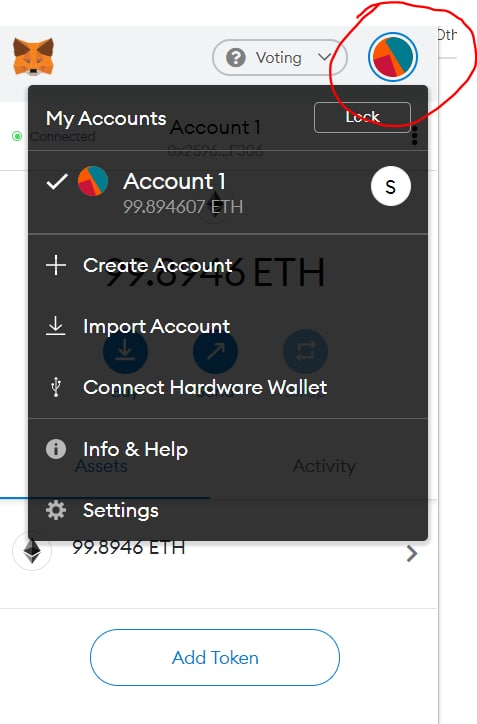 Voting
Oth
My Accounts
Lock
Connected
Account 1
0x2596...F306
Account 1
99.894607 ETH
S
99.8946 ETH
Create Account
Import Account
Connect Hardware Wallet
Info & Help
Assets
Activity
Settings
99.8946 ETH
Add Token